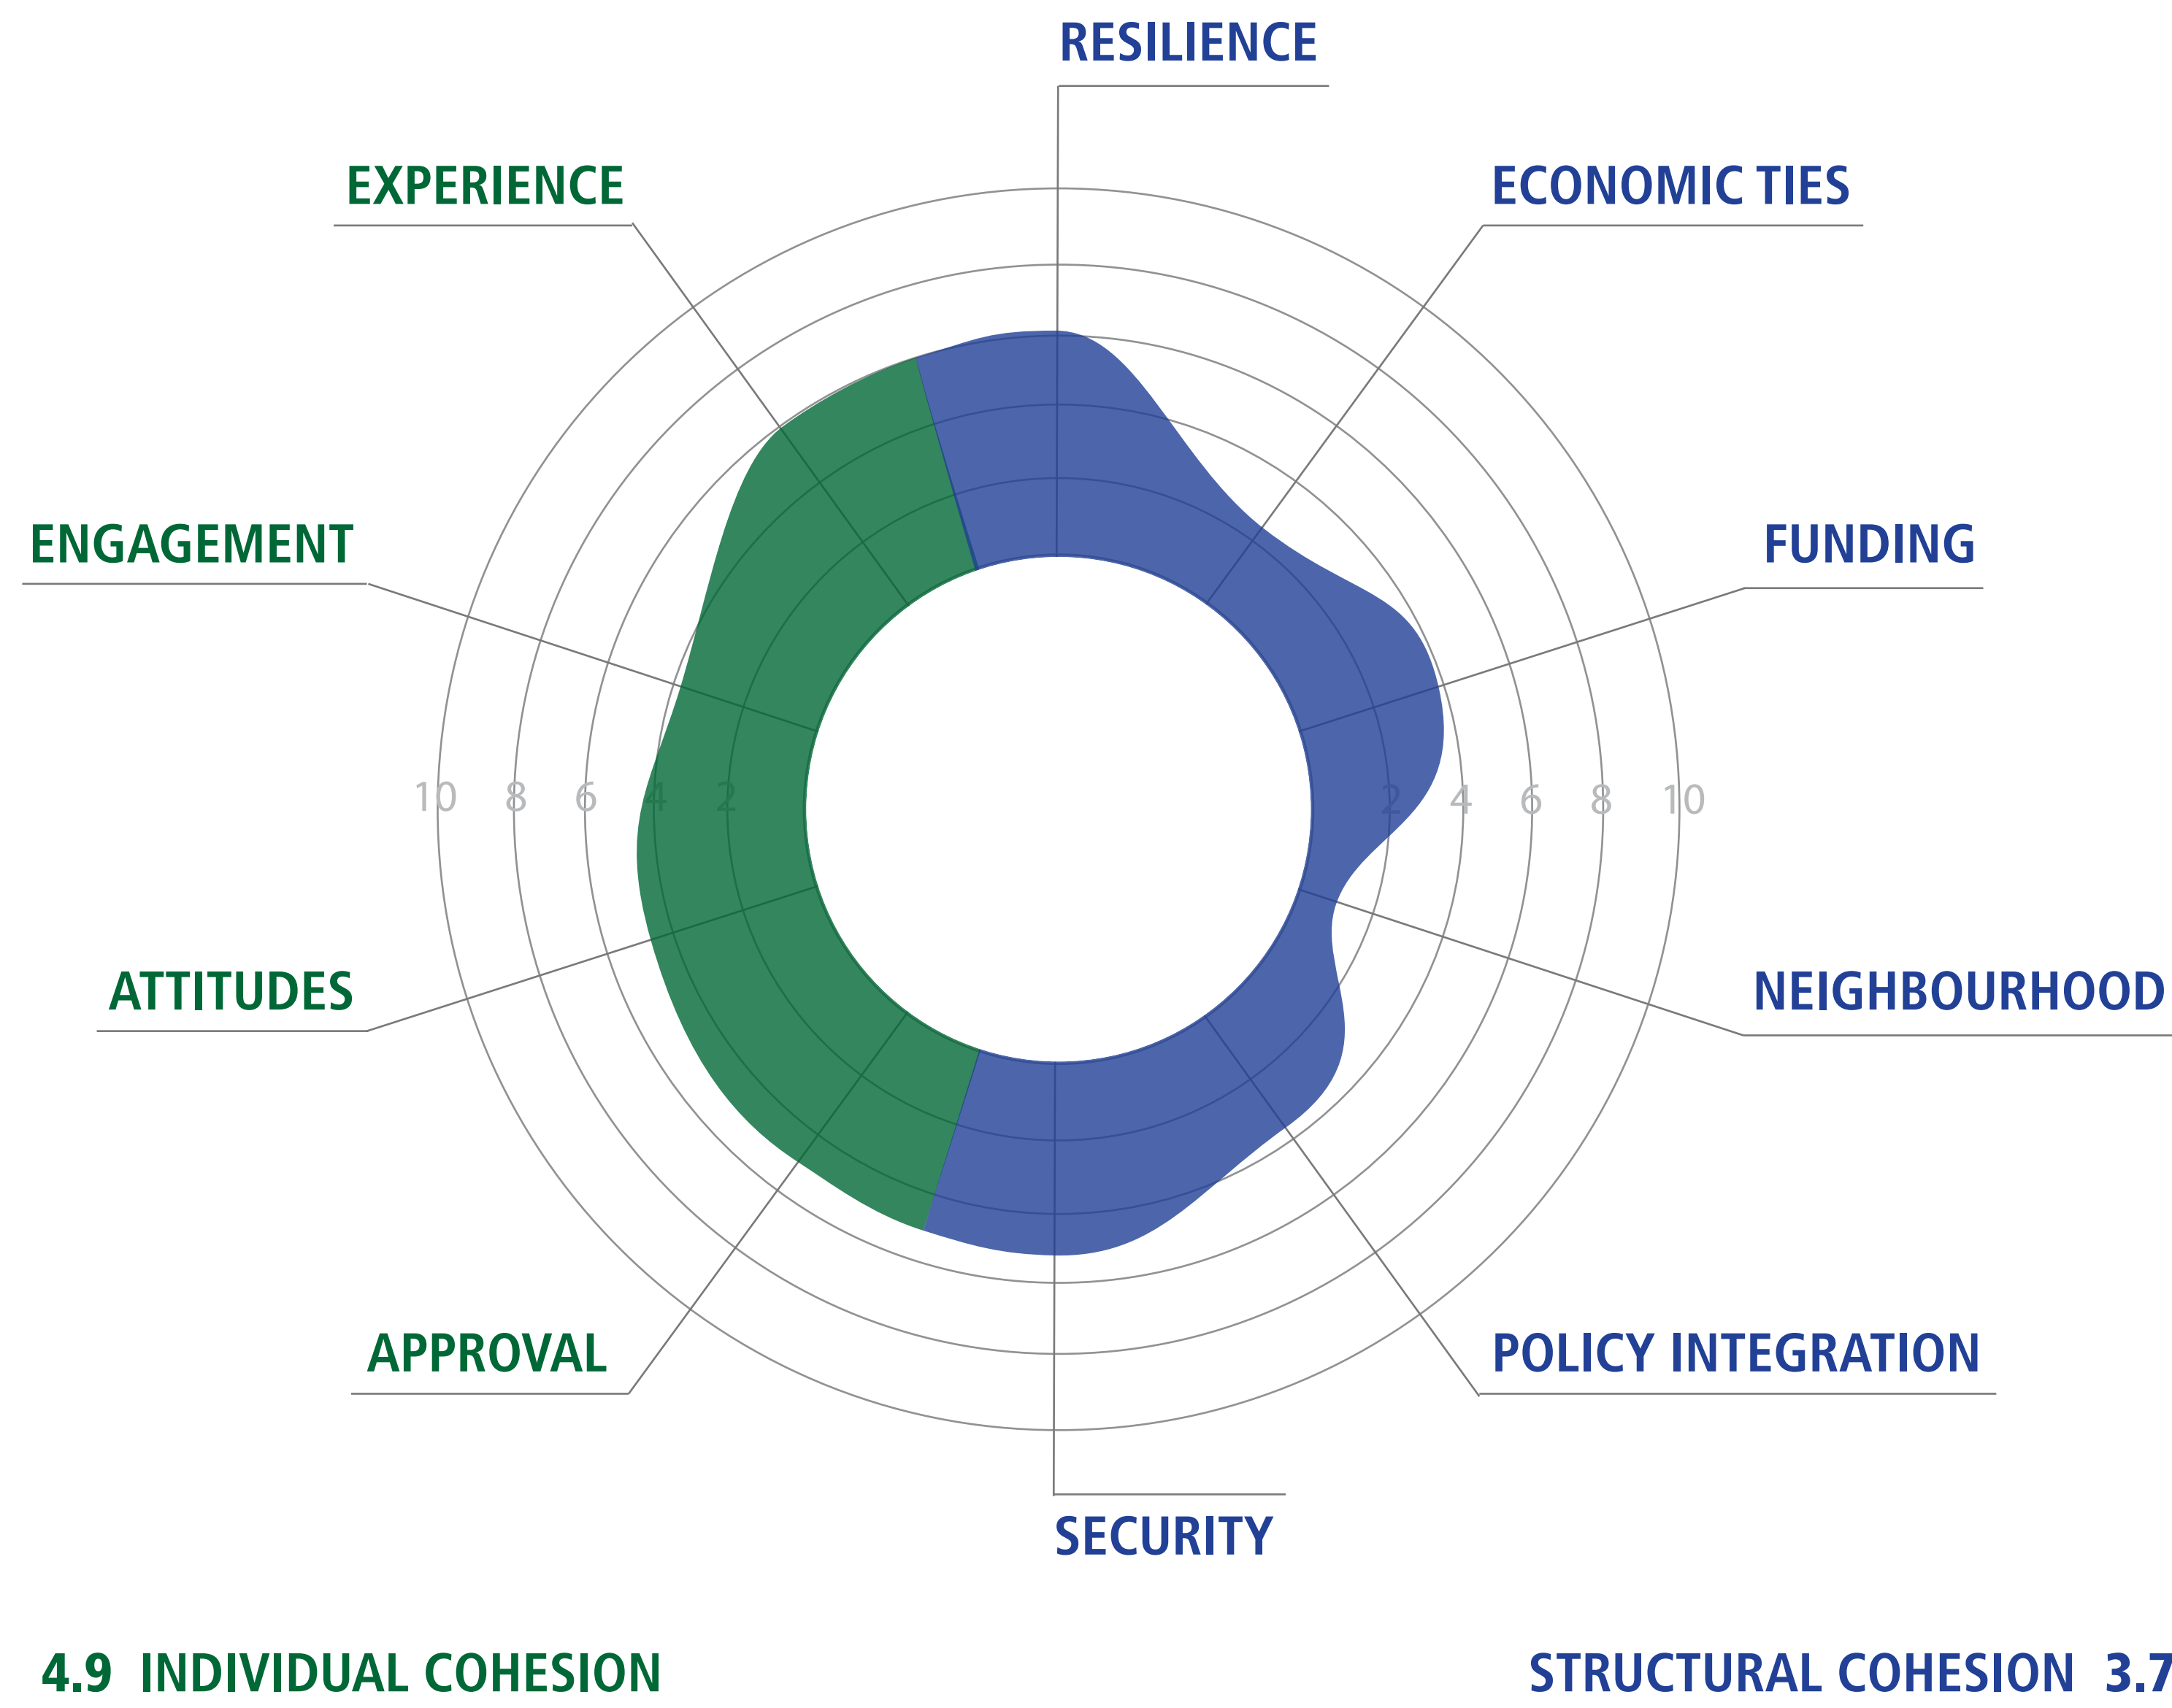 RESILIENCE
EXPERIENCE
ECONOMIC TIES
ENGAGEMENT
FUNDING
10 8 6 4 2 2 4 6 8 10
ATTITUDES
NEIGHBOURHOOD
APPROVAL
POLICY INTEGRATION
SECURITY
4.9 INDIVIDUAL COHESION
STRUCTURAL COHESION 3.7